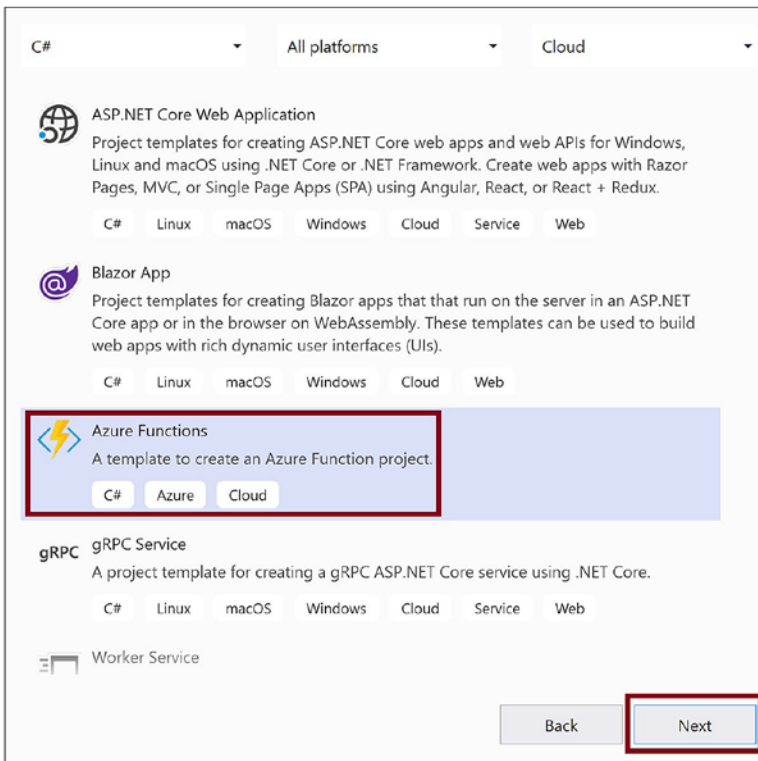 C# All platforms Cloud
ASP.NET Core Web Application
Project templates for creating ASP.NET Core web apps and web APIs for Windows,
Linux and macOS using .NET Core or .NET Framework. Create web apps with Razor
Pages, MVC, or Single Page Apps (SPA) using Angular, React, or React + Redux.
C# Linux macOS Windows Cloud Service Web
Blazor App
Project templates for creating Blazor apps that that run on the server in an ASP.NET
Core app or in the browser on WebAssembly. These templates can be used to build
web apps with rich dynamic user interfaces (UIs).
C# Linux macOS Windows Cloud Web
Azure Functions
A template to create an Azure Function project.
C# Azure Cloud
gRPC gRPC Service
A project template for creating a gRPC ASP.NET Core service using .NET Core.
C# Linux macOS Windows Cloud Service Web
Worker Service
Back Next